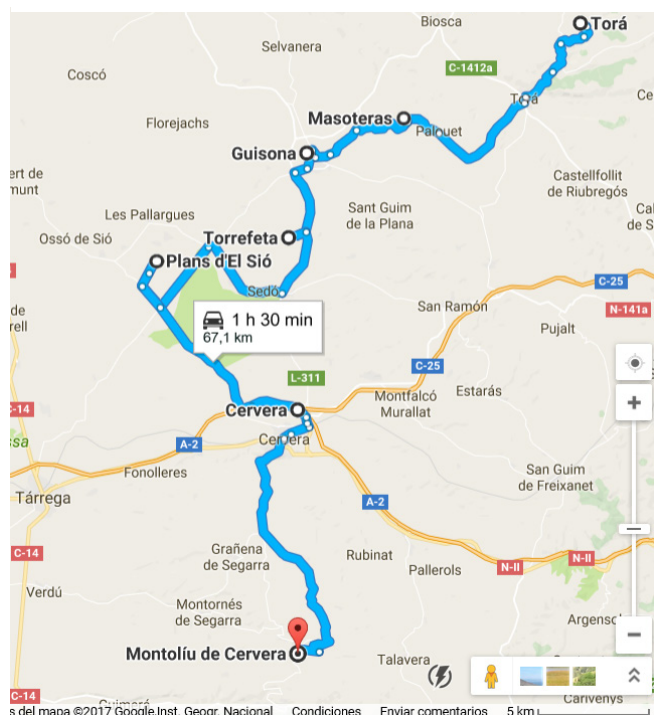 Biosca
Torá
Selvanera
Coscó
C-1412a
Torá
Masoteras
Palouet
Florejachs
Guisona
Castellfollit
de Riubregós
Sant Guim
de la Plana
Les Pallargues
Ossó de Sió
Torrefeta
Plans d'El Sió
C-25
Sedó
1 h 30 min
67,1 km
San Ramón
N-141a
Pujalt
C-25
L-311
Estarás
Montfalcó
Murallat
C-14
Cervera
Cervera
A-2
Fonolleres
San Guim
de Freixanet
Tárrega
A-2
C-14
Grañena
de Segarra
Rubinat
Pallerols
N-II
N-II
Verdú
Montornés
de Segarra
Montolíu de Cervera
Talavera
C-14
Carivenys
s del mapa ©2017 Google,Inst. Geogr. Nacional Condiciones Enviar comentarios 5 km